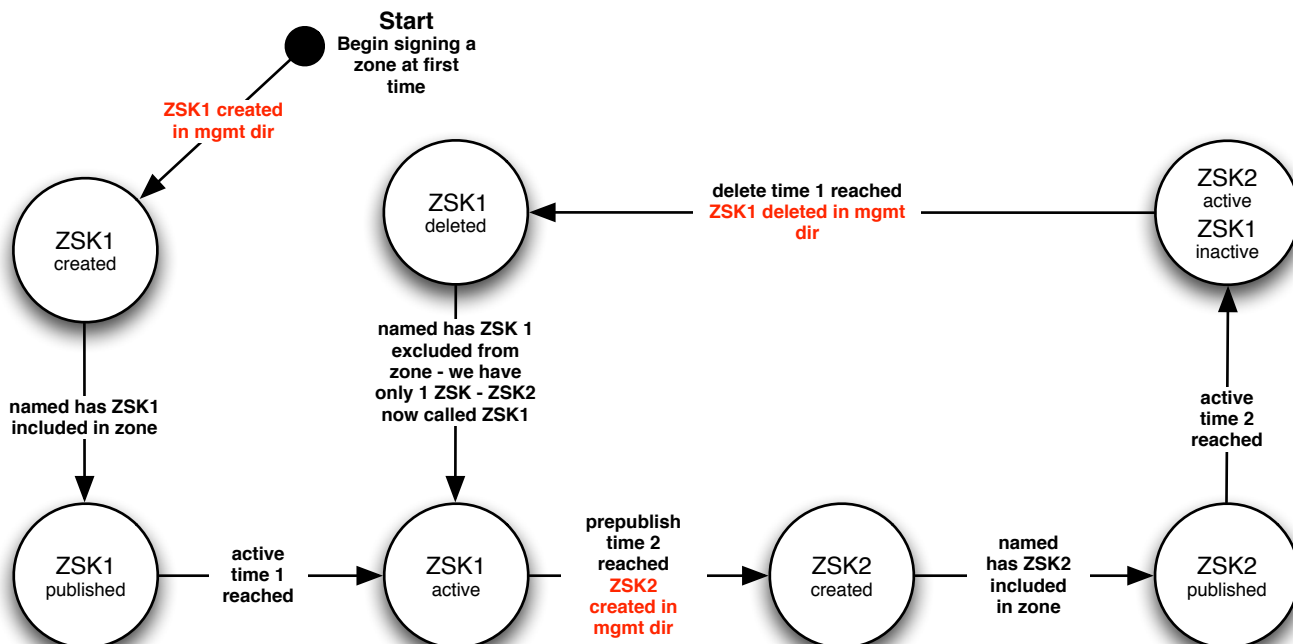 Start
Begin signing a
zone at first
time
ZSK1 created
in mgmt dir
ZSK1
created
ZSK1
deleted
delete time 1 reached
ZSK1 deleted in mgmt
dir
ZSK2
active
ZSK1
inactive
named has ZSK1
included in zone
named has ZSK 1
excluded from
zone - we have
only 1 ZSK - ZSK2
now called ZSK1
active
time 2
reached
ZSK1
published
active
time 1
reached
ZSK1
active
prepublish
time 2
reached
ZSK2
created in
mgmt dir
ZSK2
created
named
has ZSK2
included
in zone
ZSK2
published